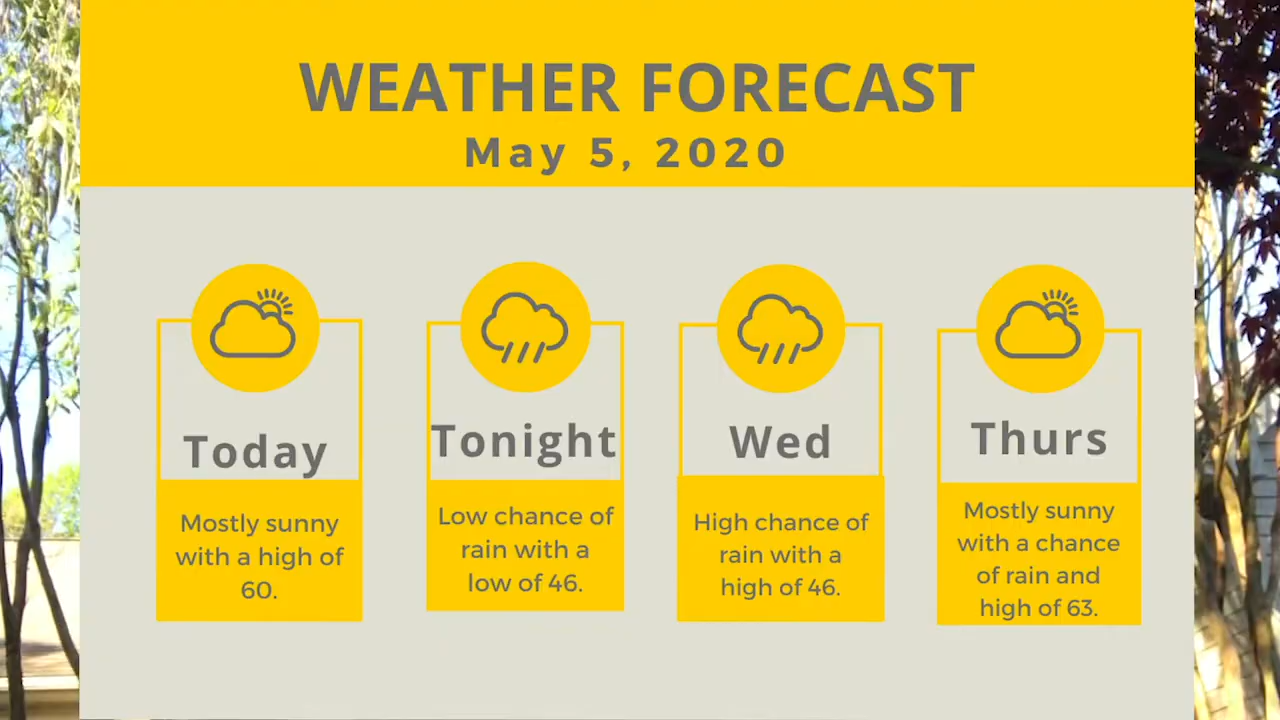 WEATHER FORECAST
May 5, 2020
Today
Mostly sunny
with a high of
60.
Tonight
Low chance of
rain with a
low of 46.
Wed
High chance of
rain with a
high of 46.
Thurs
Mostly sunny
with a chance
of rain and
high of 63.